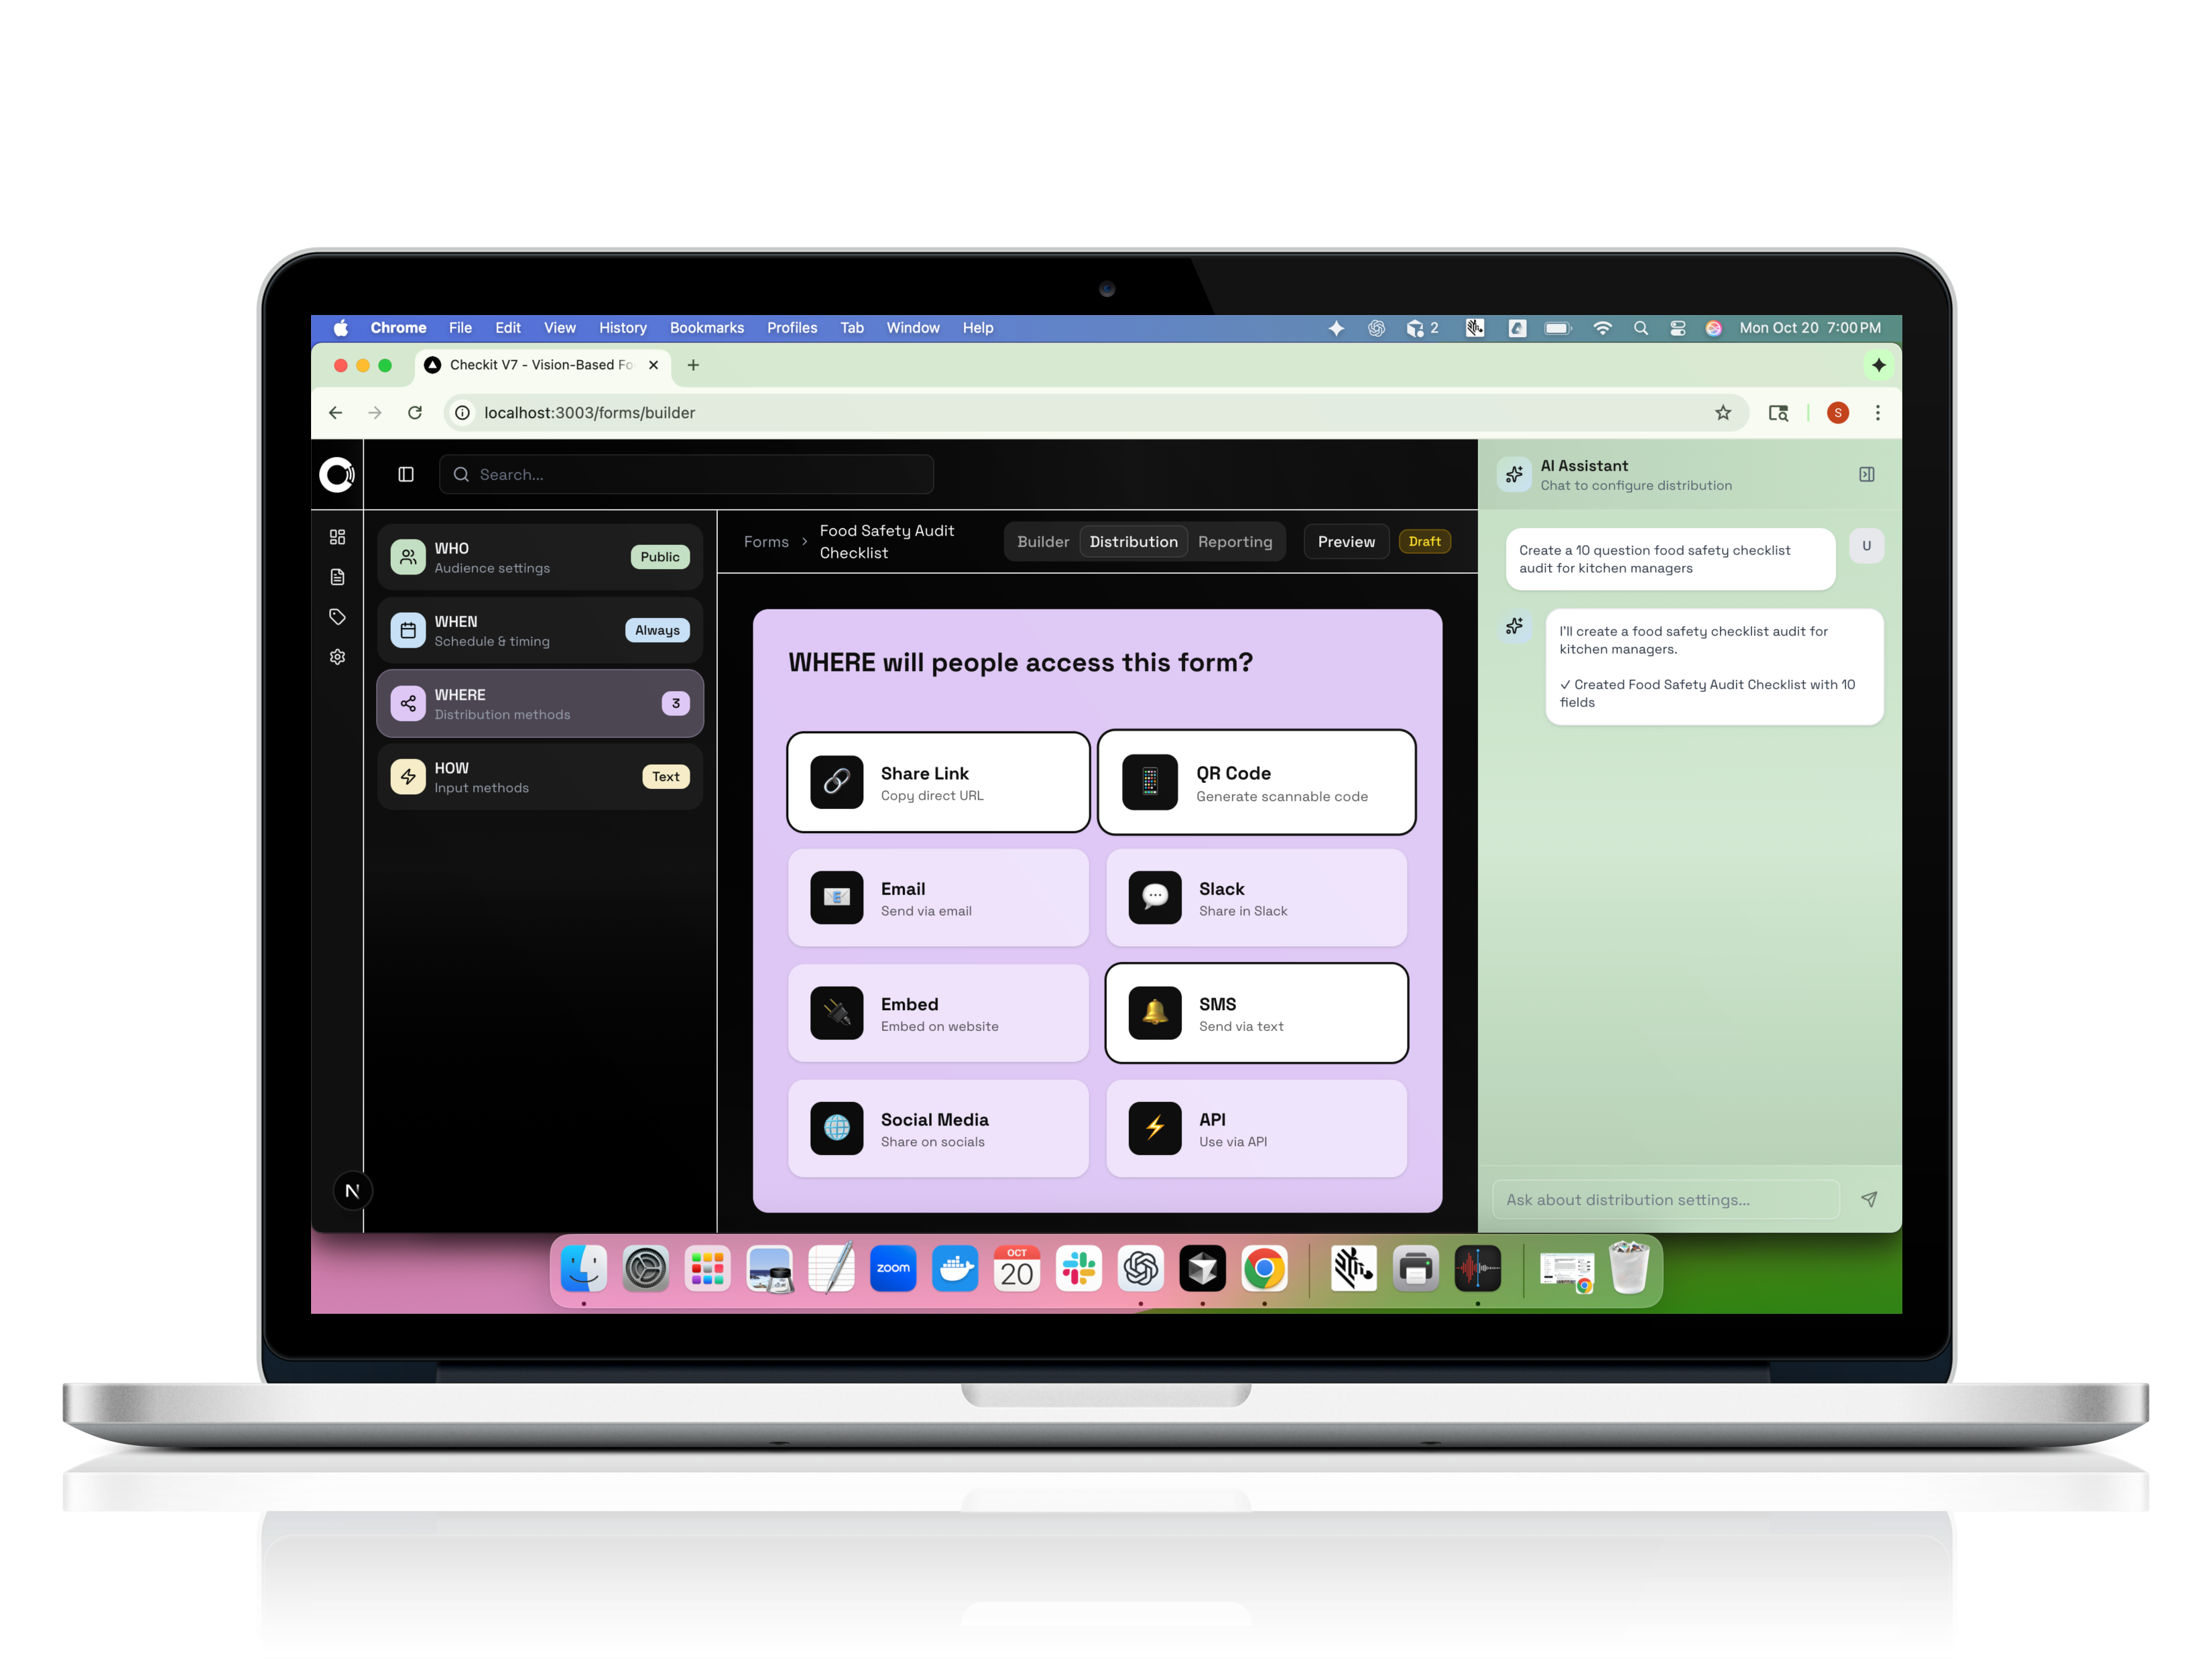 Chrome File Edit View History Bookmarks Profiles Tab Window Help 2 Mon Oct 20 7:00 PM
Checkit V7 - Vision-Based Fo
localhost:3003/forms/builder
S
Search...
WHO
Audience settings
Public
WHEN
Schedule & timing
Always
WHERE
Distribution methods
3
HOW
Input methods
Text
N
Forms > Food Safety Audit
Checklist
Builder Distribution Reporting
Preview
Draft
WHERE will people access this form?
Share Link
Copy direct URL
QR Code
Generate scannable code
Email
Send via email
Slack
Share in Slack
Embed
Embed on website
SMS
Send via text
Social Media
Share on socials
API
Use via API
AI Assistant
Chat to configure distribution
Create a 10 question food safety checklist
audit for kitchen managers
U
I'll create a food safety checklist audit for
kitchen managers.
✓ Created Food Safety Audit Checklist with 10
fields
Ask about distribution settings...
zoom
OCT
20